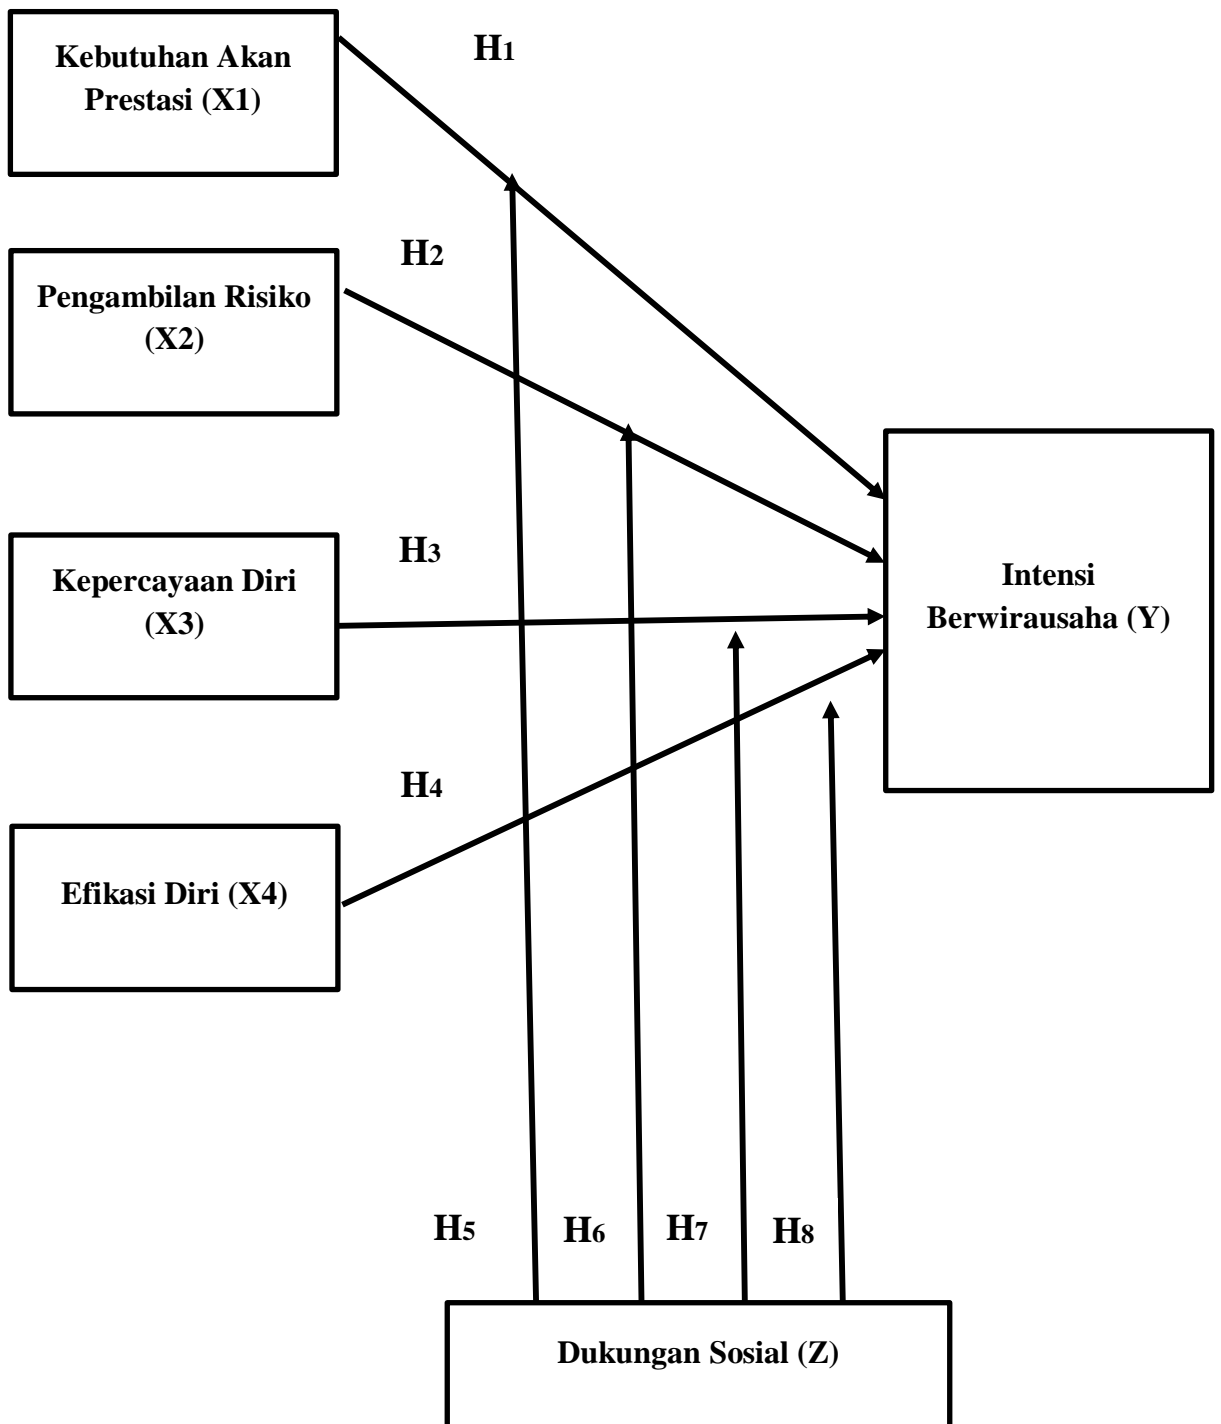 Kebutuhan Akan
Prestasi (X1)
H1
Pengambilan Risiko
(X2)
H2
Kepercayaan Diri
(X3)
H3
Intensi
Berwirausaha (Y)
Efikasi Diri (X4)
H4
H5
H6
H7
H8
Dukungan Sosial (Z)